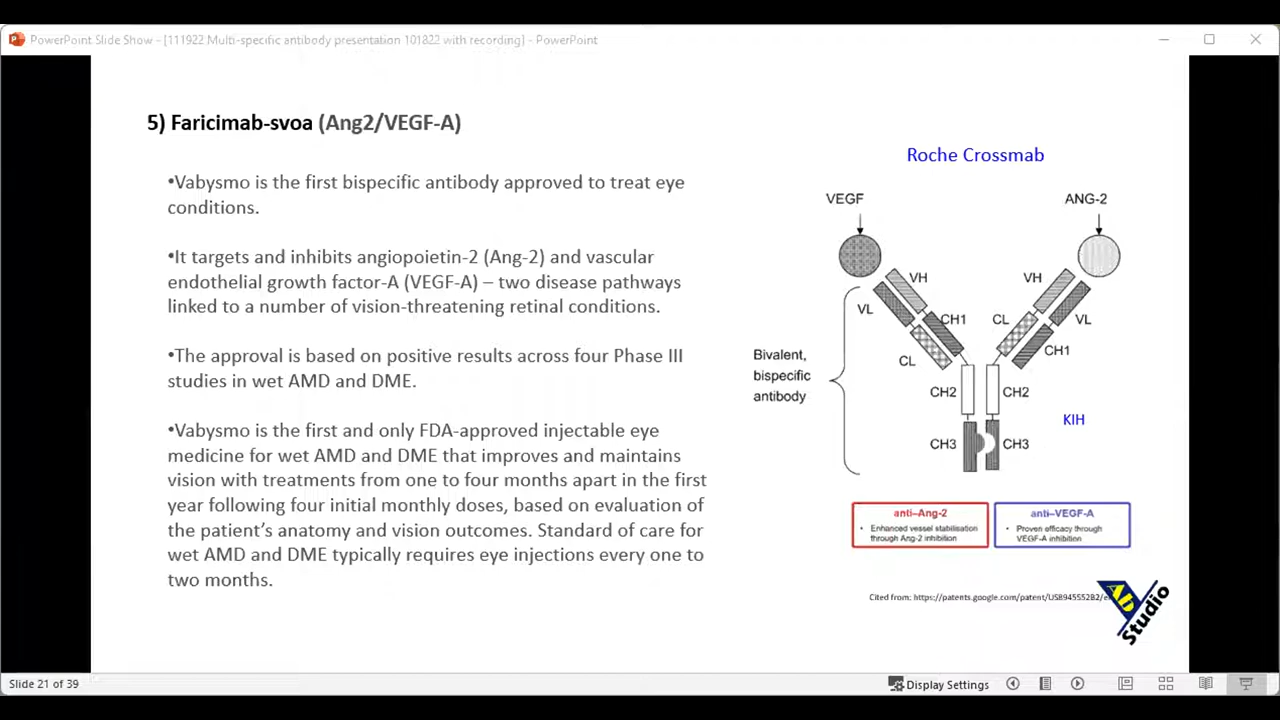 PowerPoint Slide Show - [111922 Multi-specific antibody presentation 101822 with recording] - PowerPoint
5) Faricimab-svoa (Ang2/VEGF-A)
•Vabysmo is the first bispecific antibody approved to treat eye
conditions.
•It targets and inhibits angiopoietin-2 (Ang-2) and vascular
endothelial growth factor-A (VEGF-A) – two disease pathways
linked to a number of vision-threatening retinal conditions.
•The approval is based on positive results across four Phase III
studies in wet AMD and DME.
•Vabysmo is the first and only FDA-approved injectable eye
medicine for wet AMD and DME that improves and maintains
vision with treatments from one to four months apart in the first
year following four initial monthly doses, based on evaluation of
the patient's anatomy and vision outcomes. Standard of care for
wet AMD and DME typically requires eye injections every one to
two months.
Roche Crossmab
VEGF
ANG-2
VH
VH
VL
CH1
CL
VL
CL
CH1
Bivalent,
bispecific
antibody
CH2
CH2
KIH
CH3
CH3
anti–Ang-2
• Enhanced vessel stabilisation
through Ang-2 inhibition
anti–VEGF-A
• Proven efficacy through
VEGF-A inhibition
Cited from: https://patents.google.com/patent/US8945552B2/e
AD
Studio
Slide 21 of 39
Display Settings